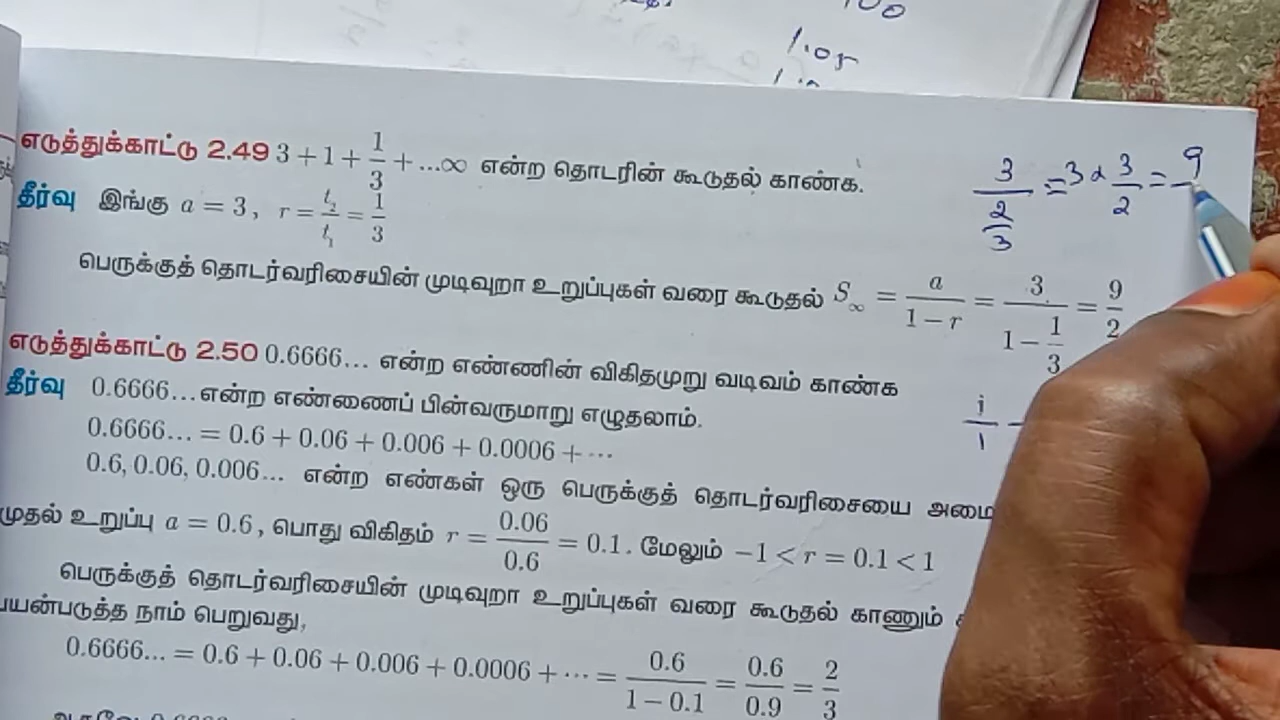 100
1.05
எடுத்துக்காட்டு 2.49 3 + 1 + 1/3 + ...∞ என்ற தொடரின் கூடுதல் காண்க.
தீர்வு இங்கு a = 3, r = t₂/t₁ = 1/3
3/(2/3) = 3 × 3/2 = 9
பெருக்குத் தொடர்வரிசையின் முடிவுறா உறுப்புகள் வரை கூடுதல் S∞ = a/(1 − r) = 3/(1 − 1/3) = 9/2
எடுத்துக்காட்டு 2.50 0.6666... என்ற எண்ணின் விகிதமுறு வடிவம் காண்க
தீர்வு 0.6666... என்ற எண்ணைப் பின்வருமாறு எழுதலாம்.
1/1 −
0.6666... = 0.6 + 0.06 + 0.006 + 0.0006 + ···
0.6, 0.06, 0.006... என்ற எண்கள் ஒரு பெருக்குத் தொடர்வரிசையை அமை
முதல் உறுப்பு a = 0.6, பொது விகிதம் r = 0.06/0.6 = 0.1. மேலும் −1 < r = 0.1 < 1
பெருக்குத் தொடர்வரிசையின் முடிவுறா உறுப்புகள் வரை கூடுதல் காணும்
பயன்படுத்த நாம் பெறுவது,
0.6666... = 0.6 + 0.06 + 0.006 + 0.0006 + ··· = 0.6/(1 − 0.1) = 0.6/0.9 = 2/3